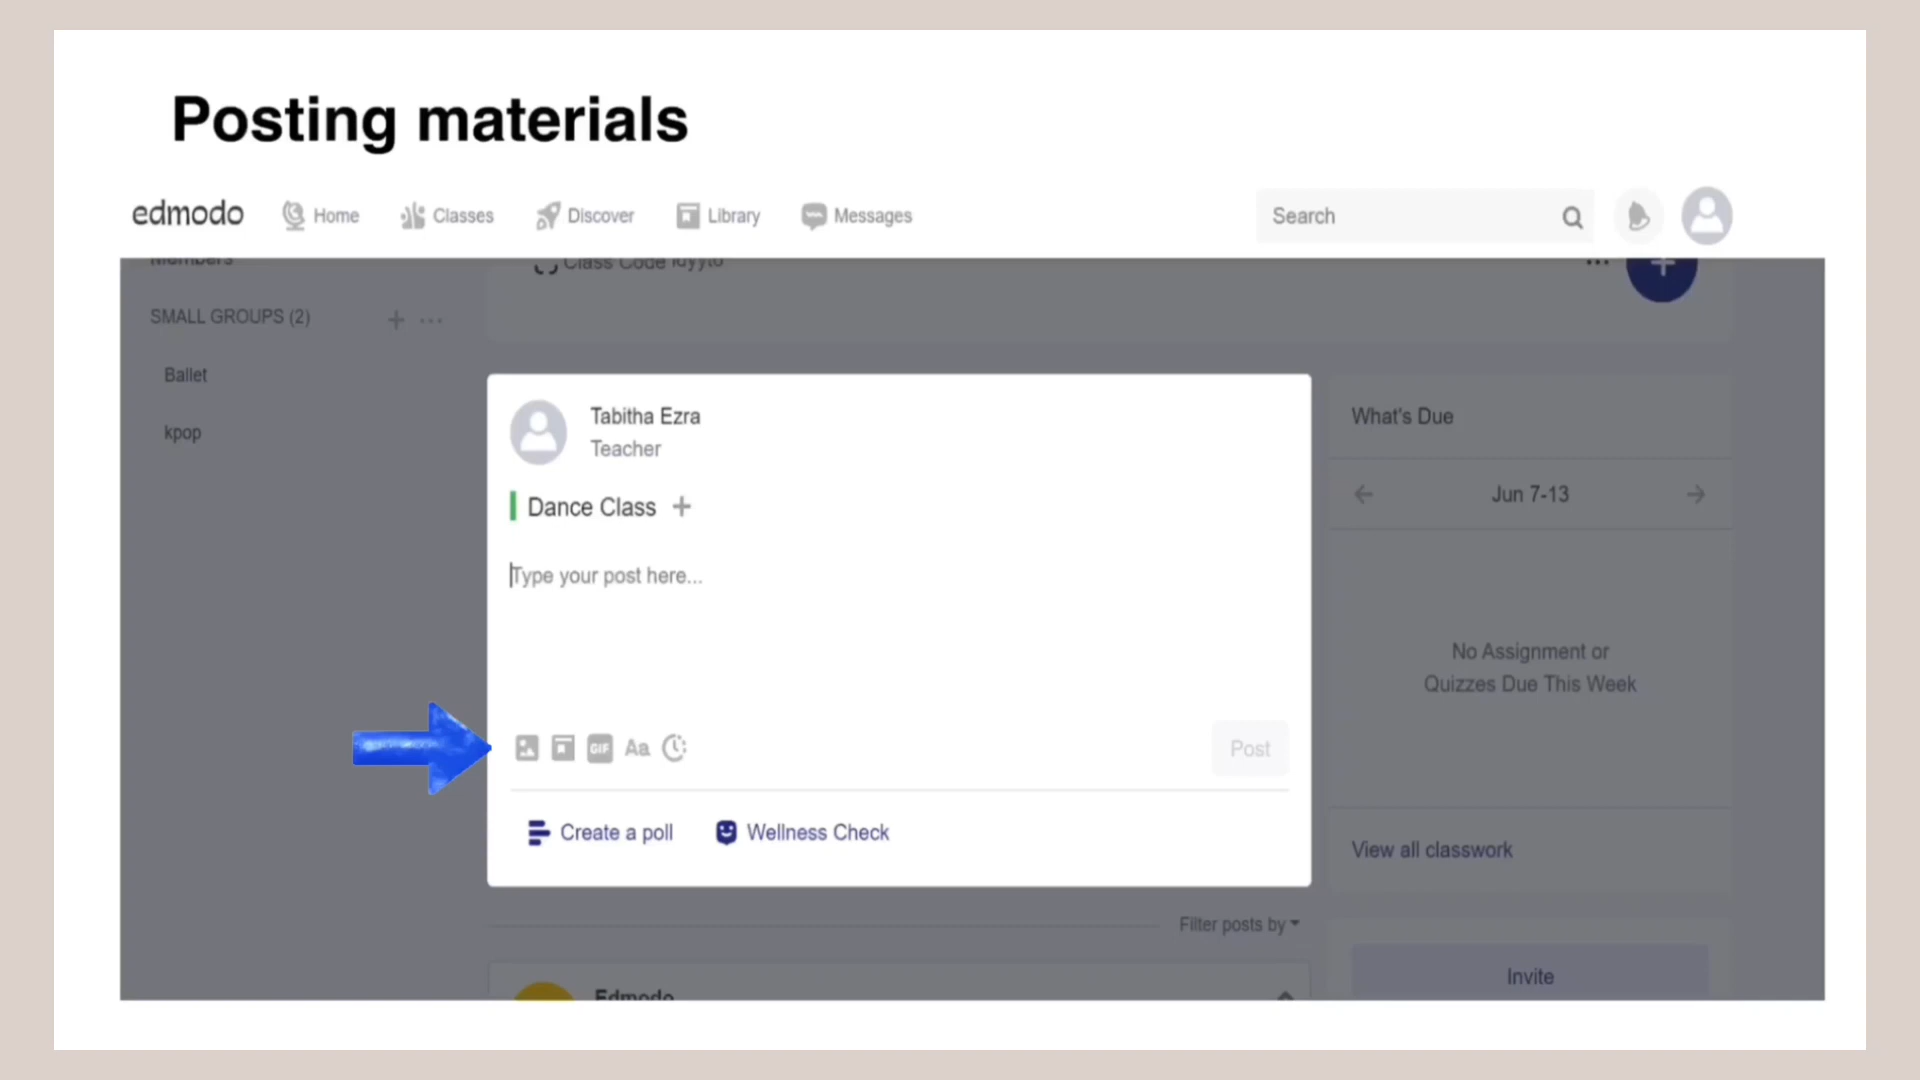 Posting materials
edmodo
Home
Classes
Discover
Library
Messages
Search
Members
Class Code
SMALL GROUPS (2)
Ballet
kpop
Tabitha Ezra
Teacher
Dance Class
Type your post here...
GIF
Aa
Post
Create a poll
Wellness Check
What's Due
Jun 7-13
No Assignment or
Quizzes Due This Week
View all classwork
Filter posts by
Edmodo
Invite